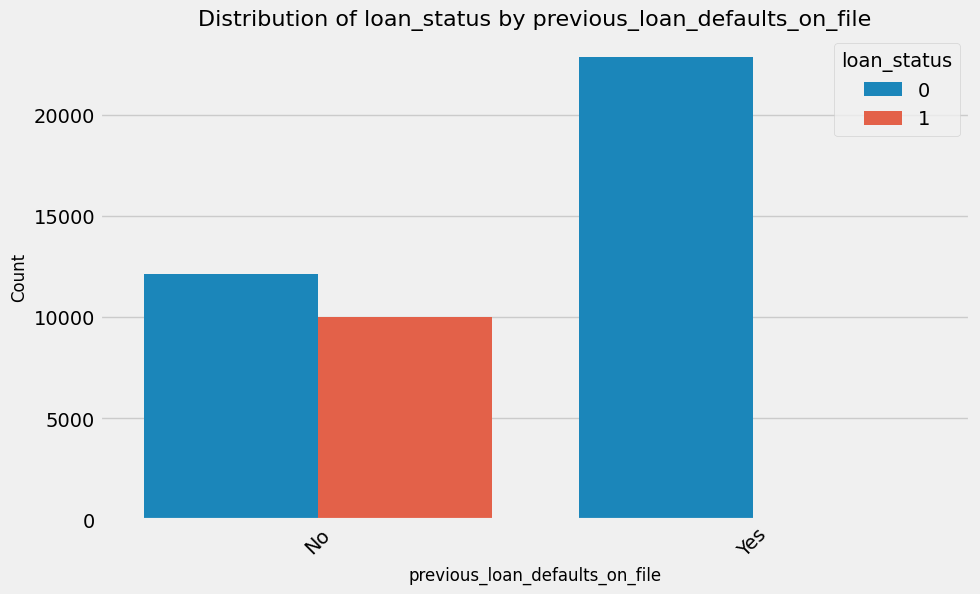 Distribution of loan_status by previous_loan_defaults_on_file
loan_status
0
1
20000
15000
10000
5000
0
Count
No
Yes
previous_loan_defaults_on_file